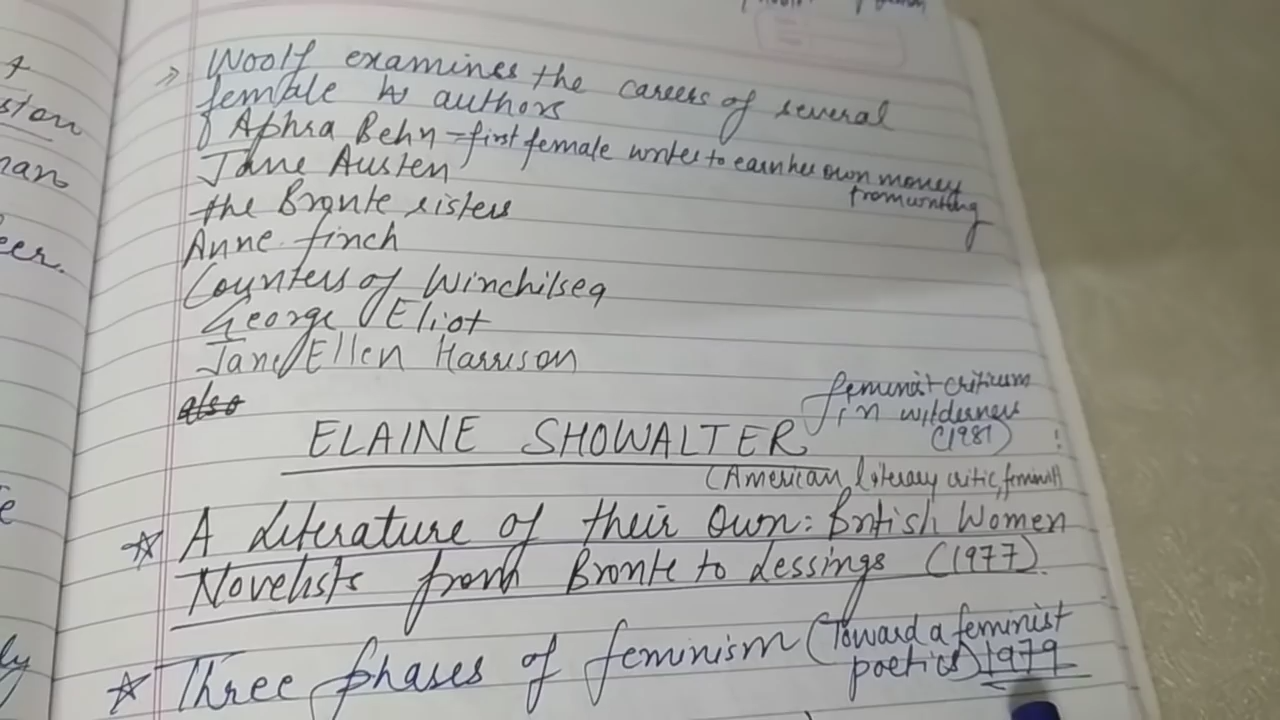 » Woolf examines the careers of several
female authors
Aphra Behn - first female writer to earn her own money
from writing
Jane Austen
the Bronte sisters
Anne finch
Counters of Winchilsea
George Eliot
Jane Ellen Harrison
also
feminist criticism
in wilderness
(1981)
ELAINE SHOWALTER
(American literary critic, feminist)
☆ A Literature of their Own: British Women
Novelists from Bronte to Lessings (1977)
☆ Three phases of feminism (Toward a feminist
poetics) 1979